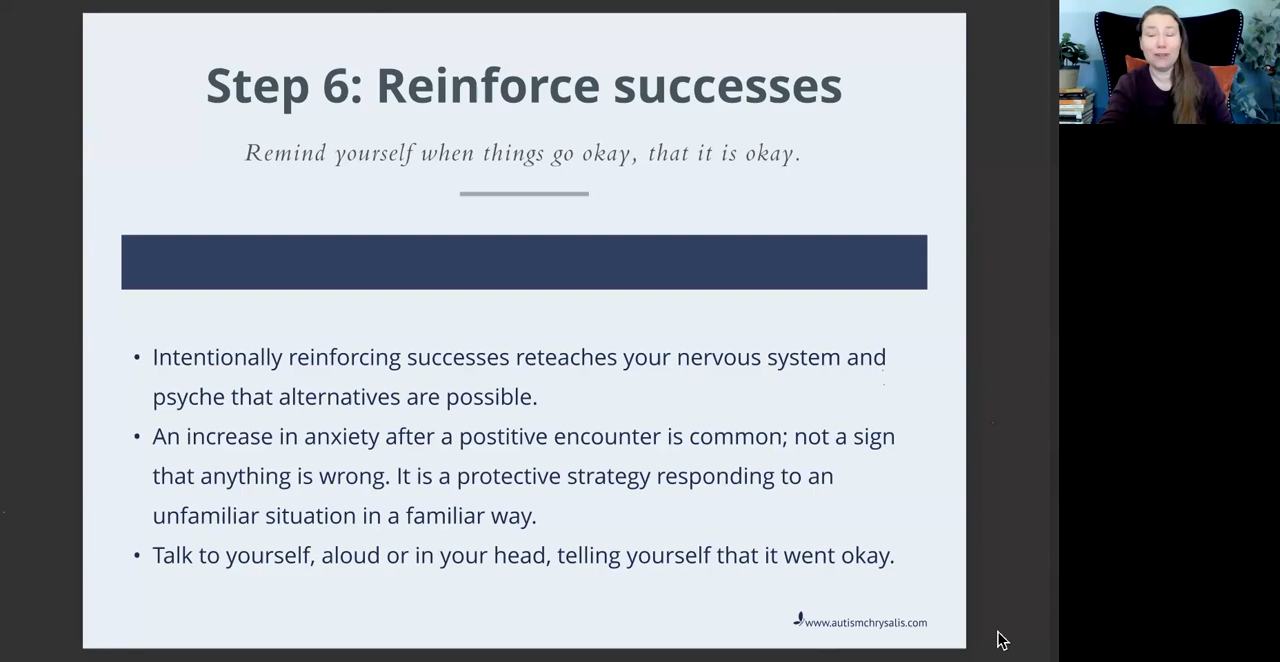 Step 6: Reinforce successes
Remind yourself when things go okay, that it is okay.
• Intentionally reinforcing successes reteaches your nervous system and
psyche that alternatives are possible.
• An increase in anxiety after a postitive encounter is common; not a sign
that anything is wrong. It is a protective strategy responding to an
unfamiliar situation in a familiar way.
• Talk to yourself, aloud or in your head, telling yourself that it went okay.
www.autismchrysalis.com